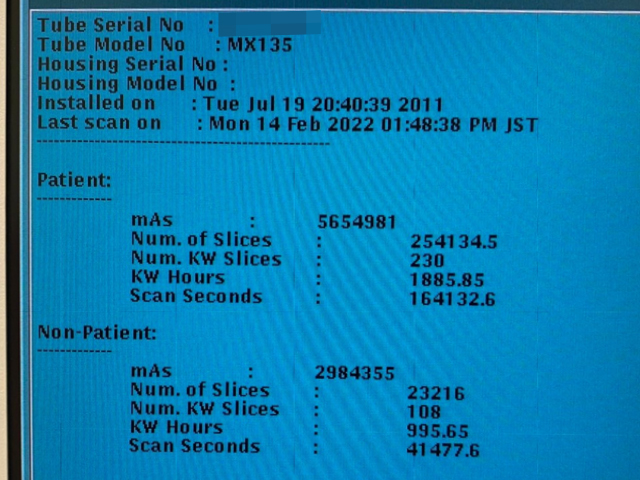 Tube Serial No :
Tube Model No : MX135
Housing Serial No :
Housing Model No :
Installed on : Tue Jul 19 20:40:39 2011
Last scan on : Mon 14 Feb 2022 01:48:38 PM JST
---------------------------------------
Patient:
--------------
mAs : 5654981
Num. of Slices : 254134.5
Num. KW Slices : 230
KW Hours : 1885.85
Scan Seconds : 164132.6
Non-Patient:
--------------
mAs : 2984355
Num. of Slices : 23216
Num. KW Slices : 108
KW Hours : 995.65
Scan Seconds : 41477.6